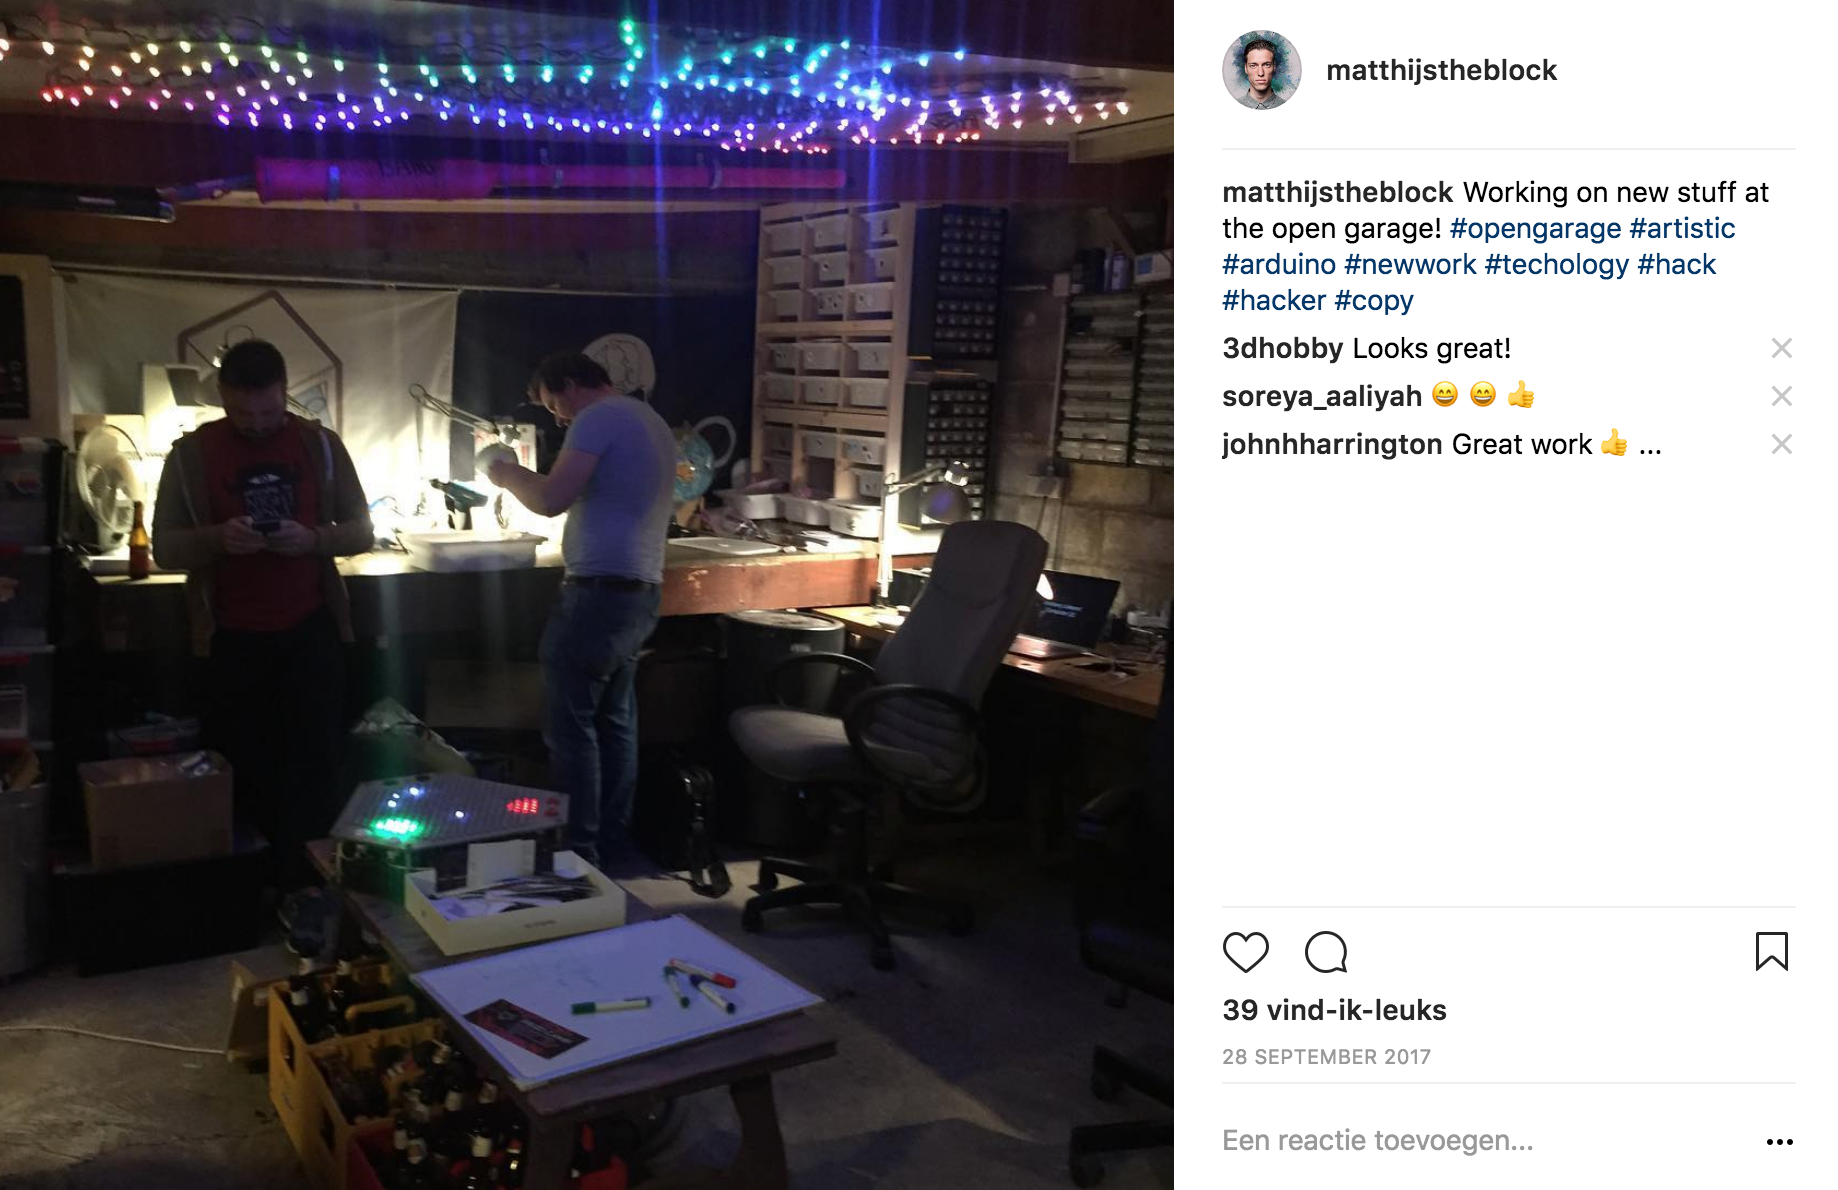 matthijstheblock
matthijstheblock Working on new stuff at
the open garage! #opengarage #artistic
#arduino #newwork #techology #hack
#hacker #copy
3dhobby Looks great!
soreya_aaliyah 😄 😄 👍
johnhharrington Great work 👍 ...
39 vind-ik-leuks
28 SEPTEMBER 2017
Een reactie toevoegen...